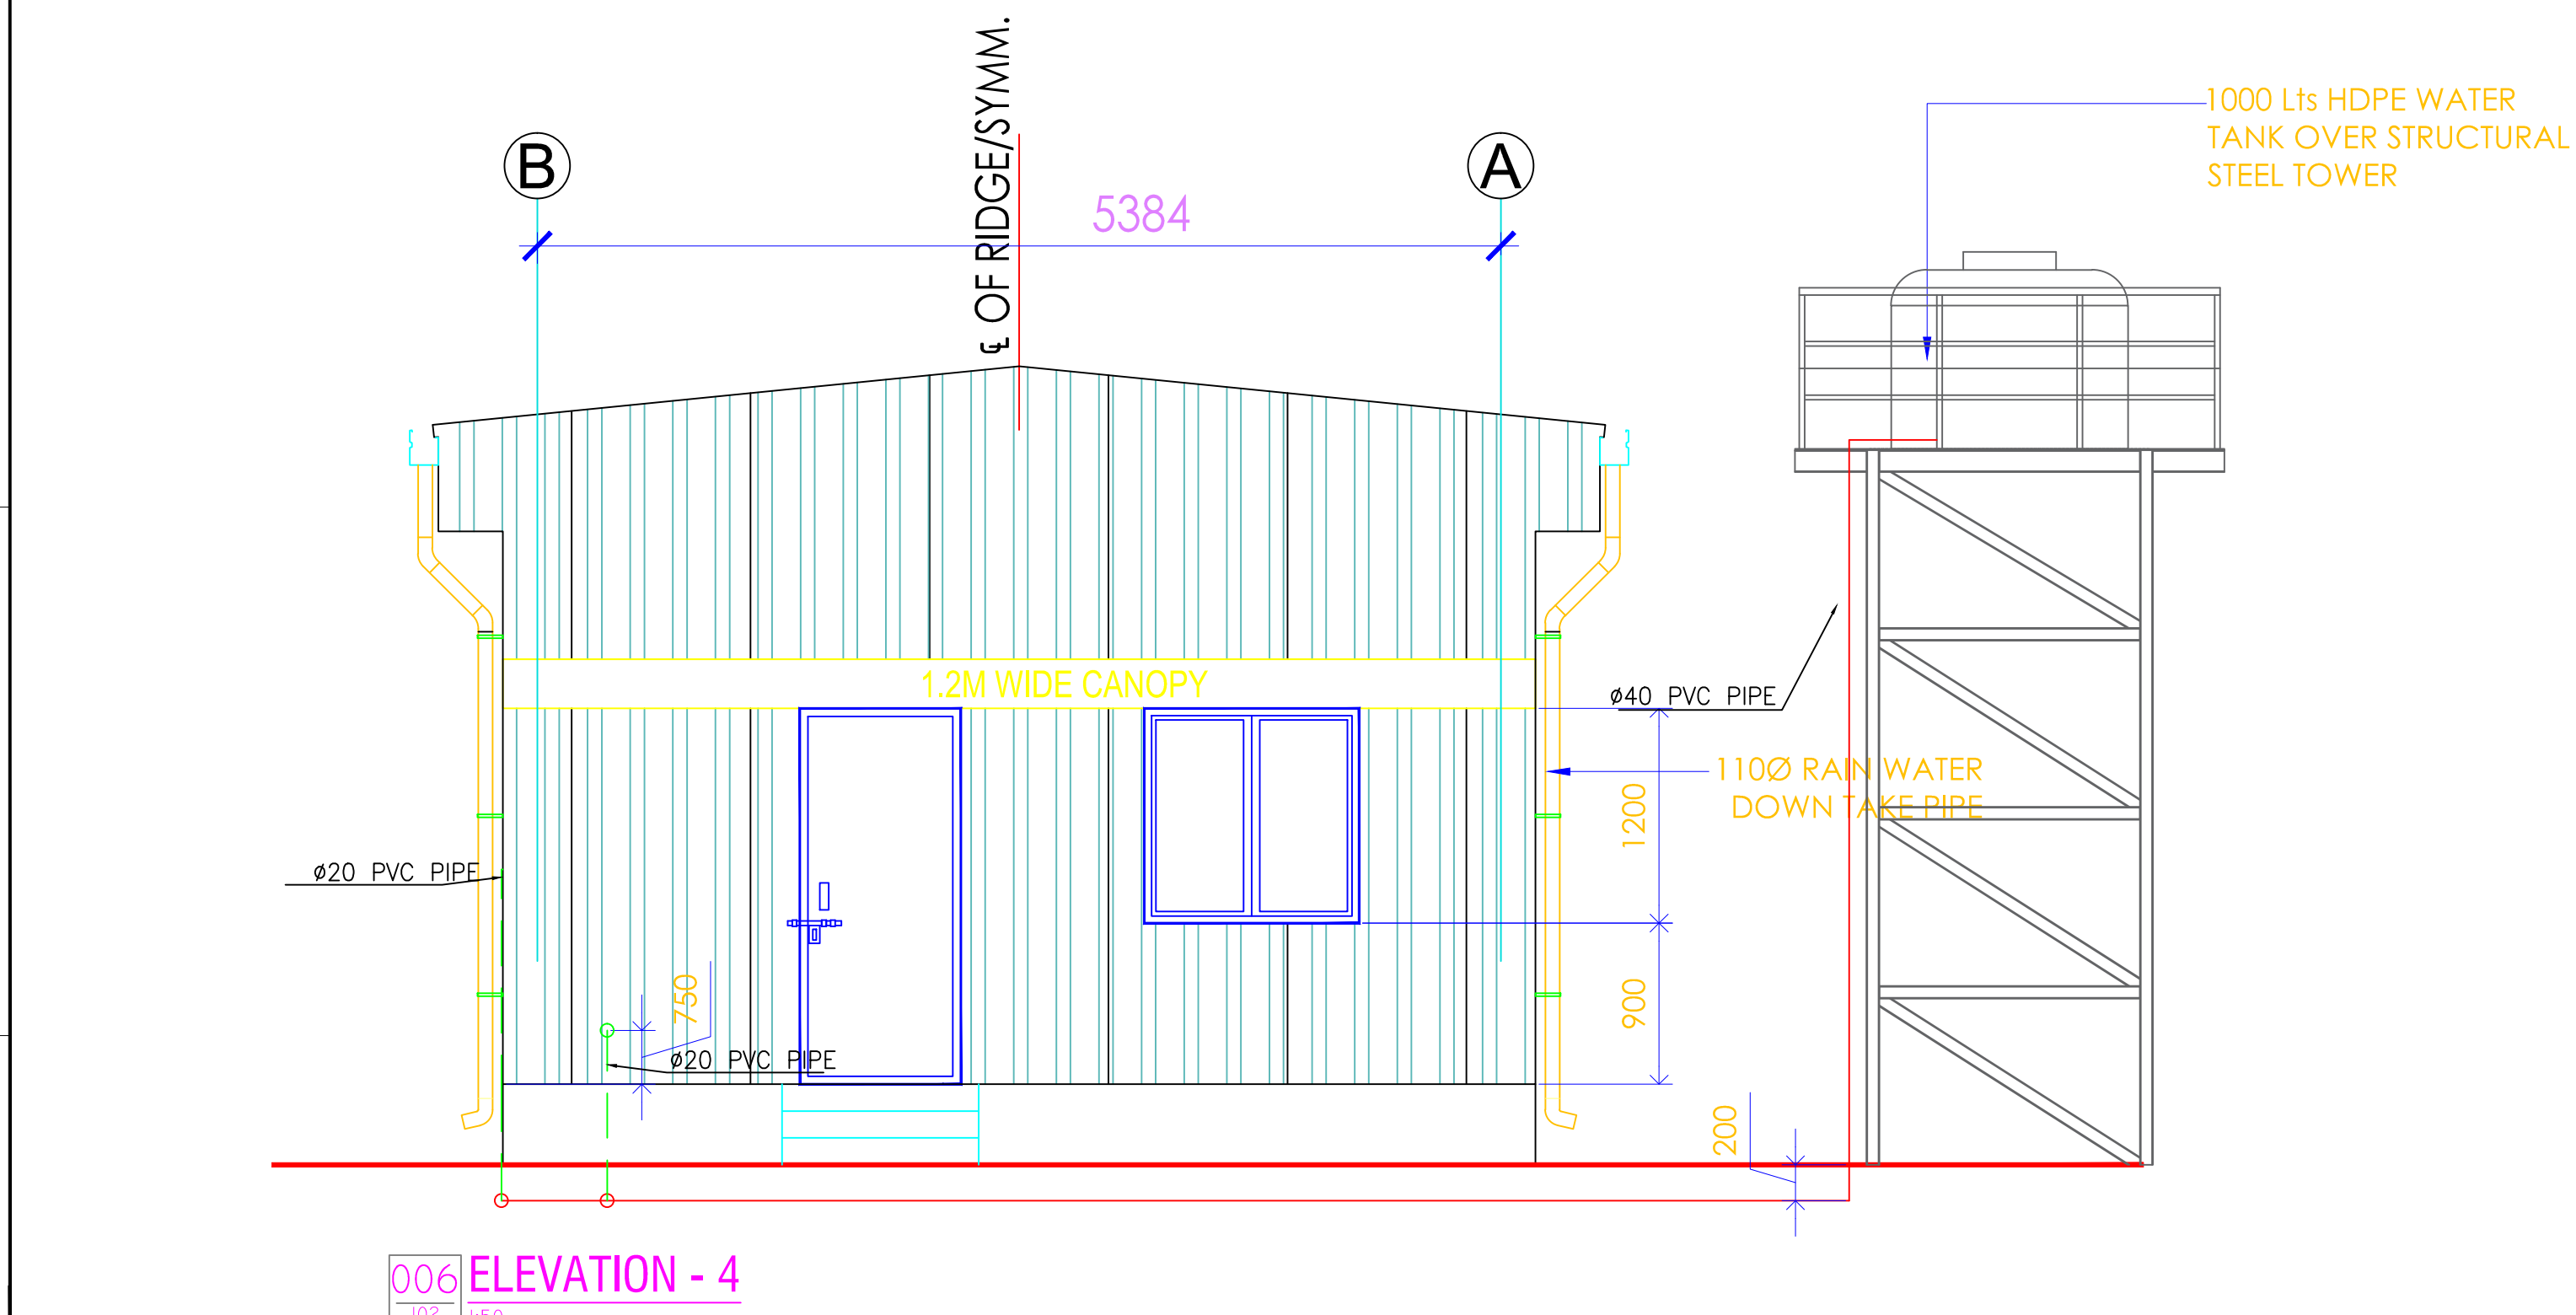 ℄ OF RIDGE/SYMM.
B
A
5384
1000 Lts HDPE WATER
TANK OVER STRUCTURAL
STEEL TOWER
1.2M WIDE CANOPY
ø40 PVC PIPE
110Ø RAIN WATER
DOWN TAKE PIPE
1200
ø20 PVC PIPE
900
750
ø20 PVC PIPE
200
006
ELEVATION - 4